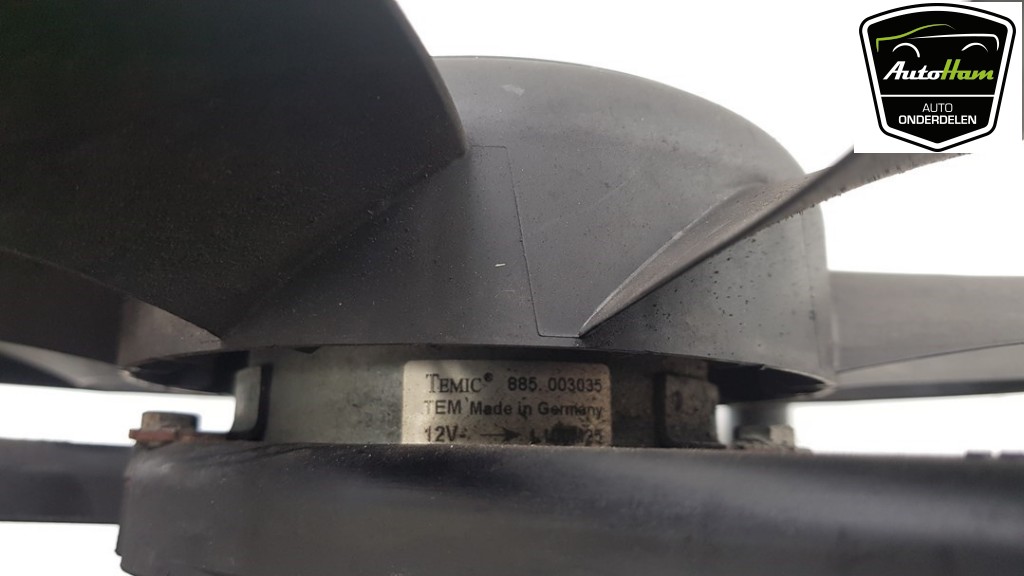 AutoHam
AUTO
ONDERDELEN
TEMIC® 885. 003035
TEM Made in Germany
12V